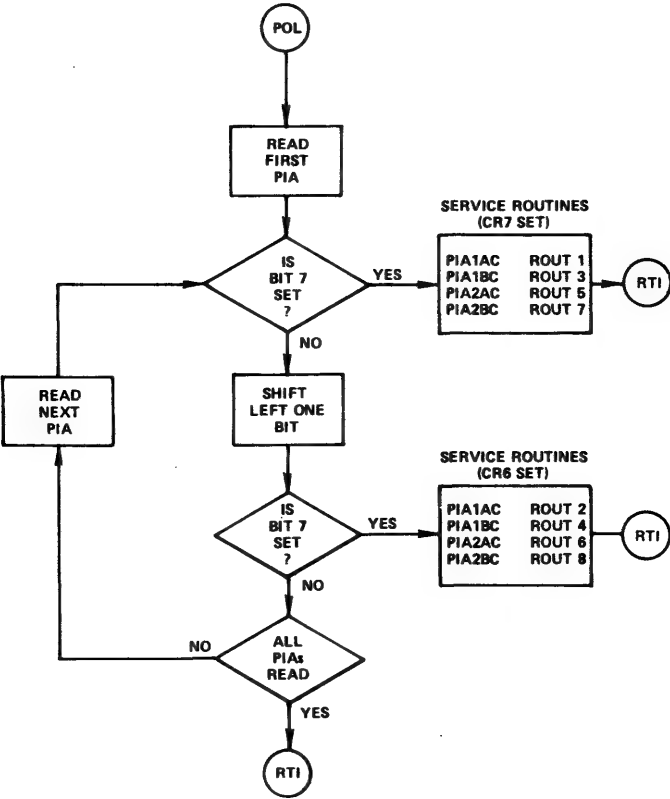 POL
READ
FIRST
PIA
SERVICE ROUTINES
(CR7 SET)
IS
BIT 7
SET
?
YES
PIA1AC ROUT 1
PIA1BC ROUT 3
PIA2AC ROUT 5
PIA2BC ROUT 7
RTI
NO
READ
NEXT
PIA
SHIFT
LEFT ONE
BIT
SERVICE ROUTINES
(CR6 SET)
IS
BIT 7
SET
?
YES
PIA1AC ROUT 2
PIA1BC ROUT 4
PIA2AC ROUT 6
PIA2BC ROUT 8
RTI
NO
NO
ALL
PIAs
READ
YES
RTI